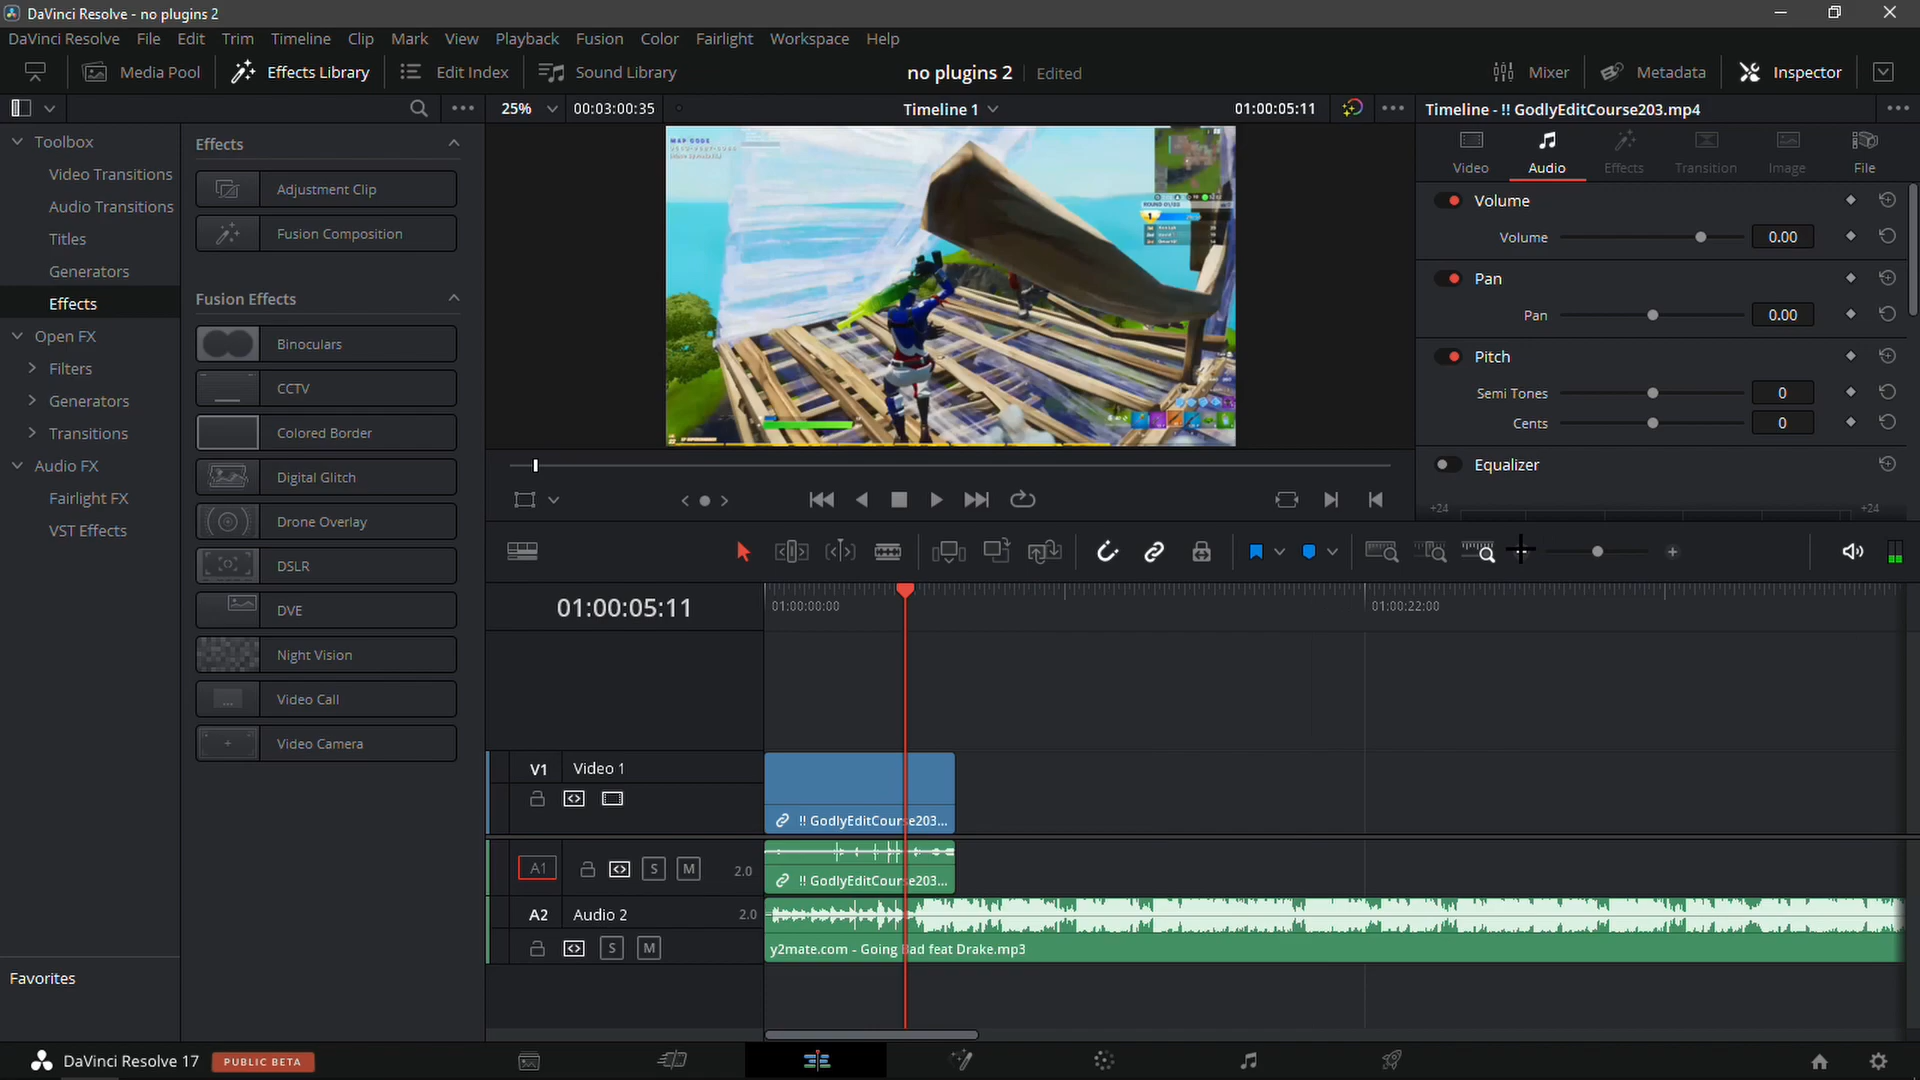 DaVinci Resolve - no plugins 2
DaVinci Resolve File Edit Trim Timeline Clip Mark View Playback Fusion Color Fairlight Workspace Help
Media Pool Effects Library Edit Index Sound Library no plugins 2 Edited Mixer Metadata Inspector
25% 00:03:00:35 Timeline 1 01:00:05:11 Timeline - !! GodlyEditCourse203.mp4
Toolbox
Video Transitions
Audio Transitions
Titles
Generators
Effects
Open FX
Filters
Generators
Transitions
Audio FX
Fairlight FX
VST Effects
Favorites
Effects
Adjustment Clip
Fusion Composition
Fusion Effects
Binoculars
CCTV
Colored Border
Digital Glitch
Drone Overlay
DSLR
DVE
Night Vision
Video Call
Video Camera
MAP CODE
ROUND 01/23
Video Audio Effects Transition Image File
Volume
Volume 0.00
Pan
Pan 0.00
Pitch
Semi Tones 0
Cents 0
Equalizer
+24 +24
01:00:05:11 01:00:00:00 01:00:22:00
V1 Video 1
!! GodlyEditCourse203...
A1 S M 2.0
!! GodlyEditCourse203...
A2 Audio 2 2.0
S M
y2mate.com - Going Bad feat Drake.mp3
DaVinci Resolve 17 PUBLIC BETA